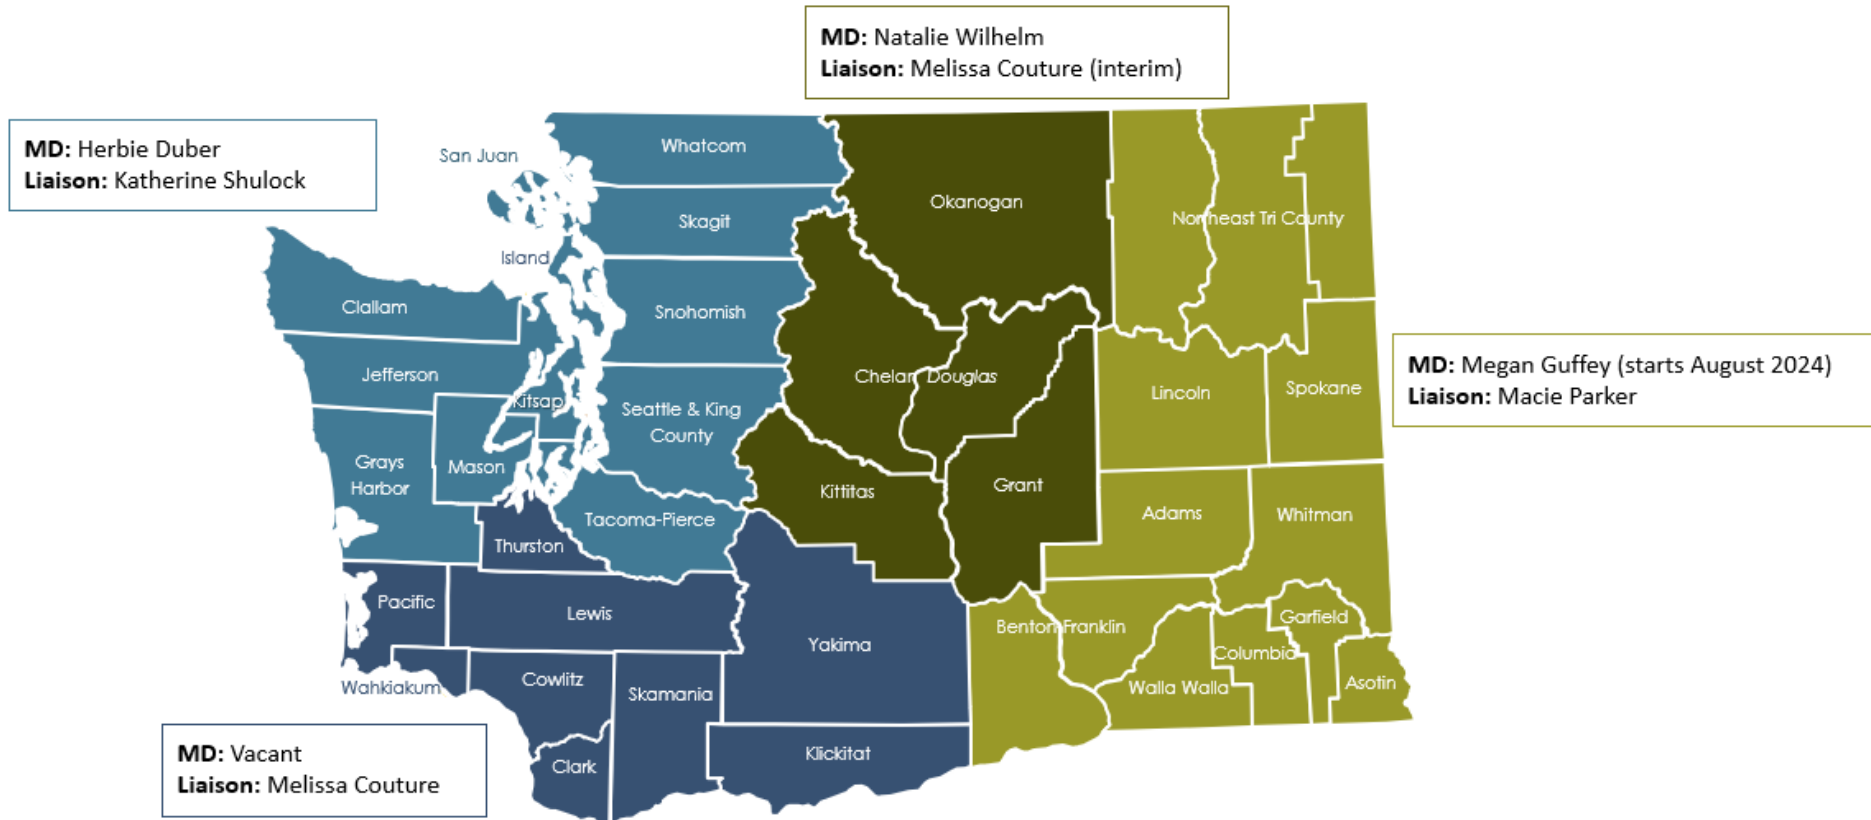 MD: Natalie Wilhelm
Liaison: Melissa Couture (interim)
MD: Herbie Duber
Liaison: Katherine Shulock
San Juan
Whatcom
Skagit
Island
Snohomish
Clallam
Jefferson
Kitsap
Seattle & King
County
Grays
Harbor
Mason
Tacoma-Pierce
Thurston
Okanogan
Chelan Douglas
Kittitas
Grant
Northeast Tri County
Lincoln
Spokane
Adams
Whitman
Benton Franklin
Garfield
Columbia
Walla Walla
Asotin
MD: Megan Guffey (starts August 2024)
Liaison: Macie Parker
Pacific
Lewis
Yakima
Wahkiakum
Cowlitz
Skamania
Clark
Klickitat
MD: Vacant
Liaison: Melissa Couture